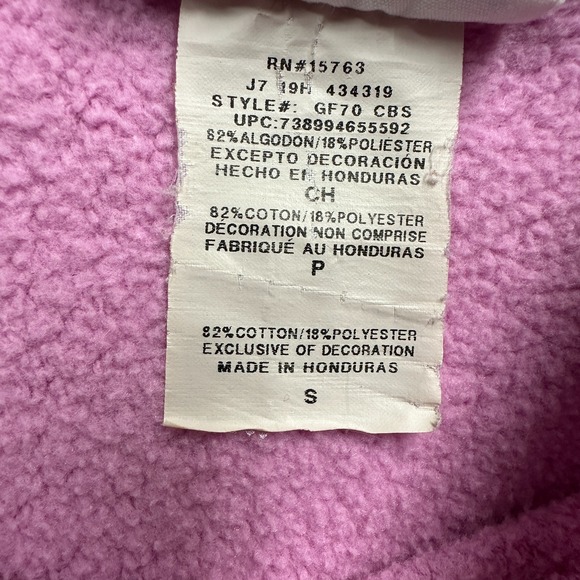 RN#15763
J7 19H 434319
STYLE#: GF70 CBS
UPC:738994655592
82%ALGODON/18%POLIESTER
EXCEPTO DECORACIÓN
HECHO EN HONDURAS
CH
82%COTON/18%POLYESTER
DÉCORATION NON COMPRISE
FABRIQUÉ AU HONDURAS
P
82%COTTON/18%POLYESTER
EXCLUSIVE OF DECORATION
MADE IN HONDURAS
S